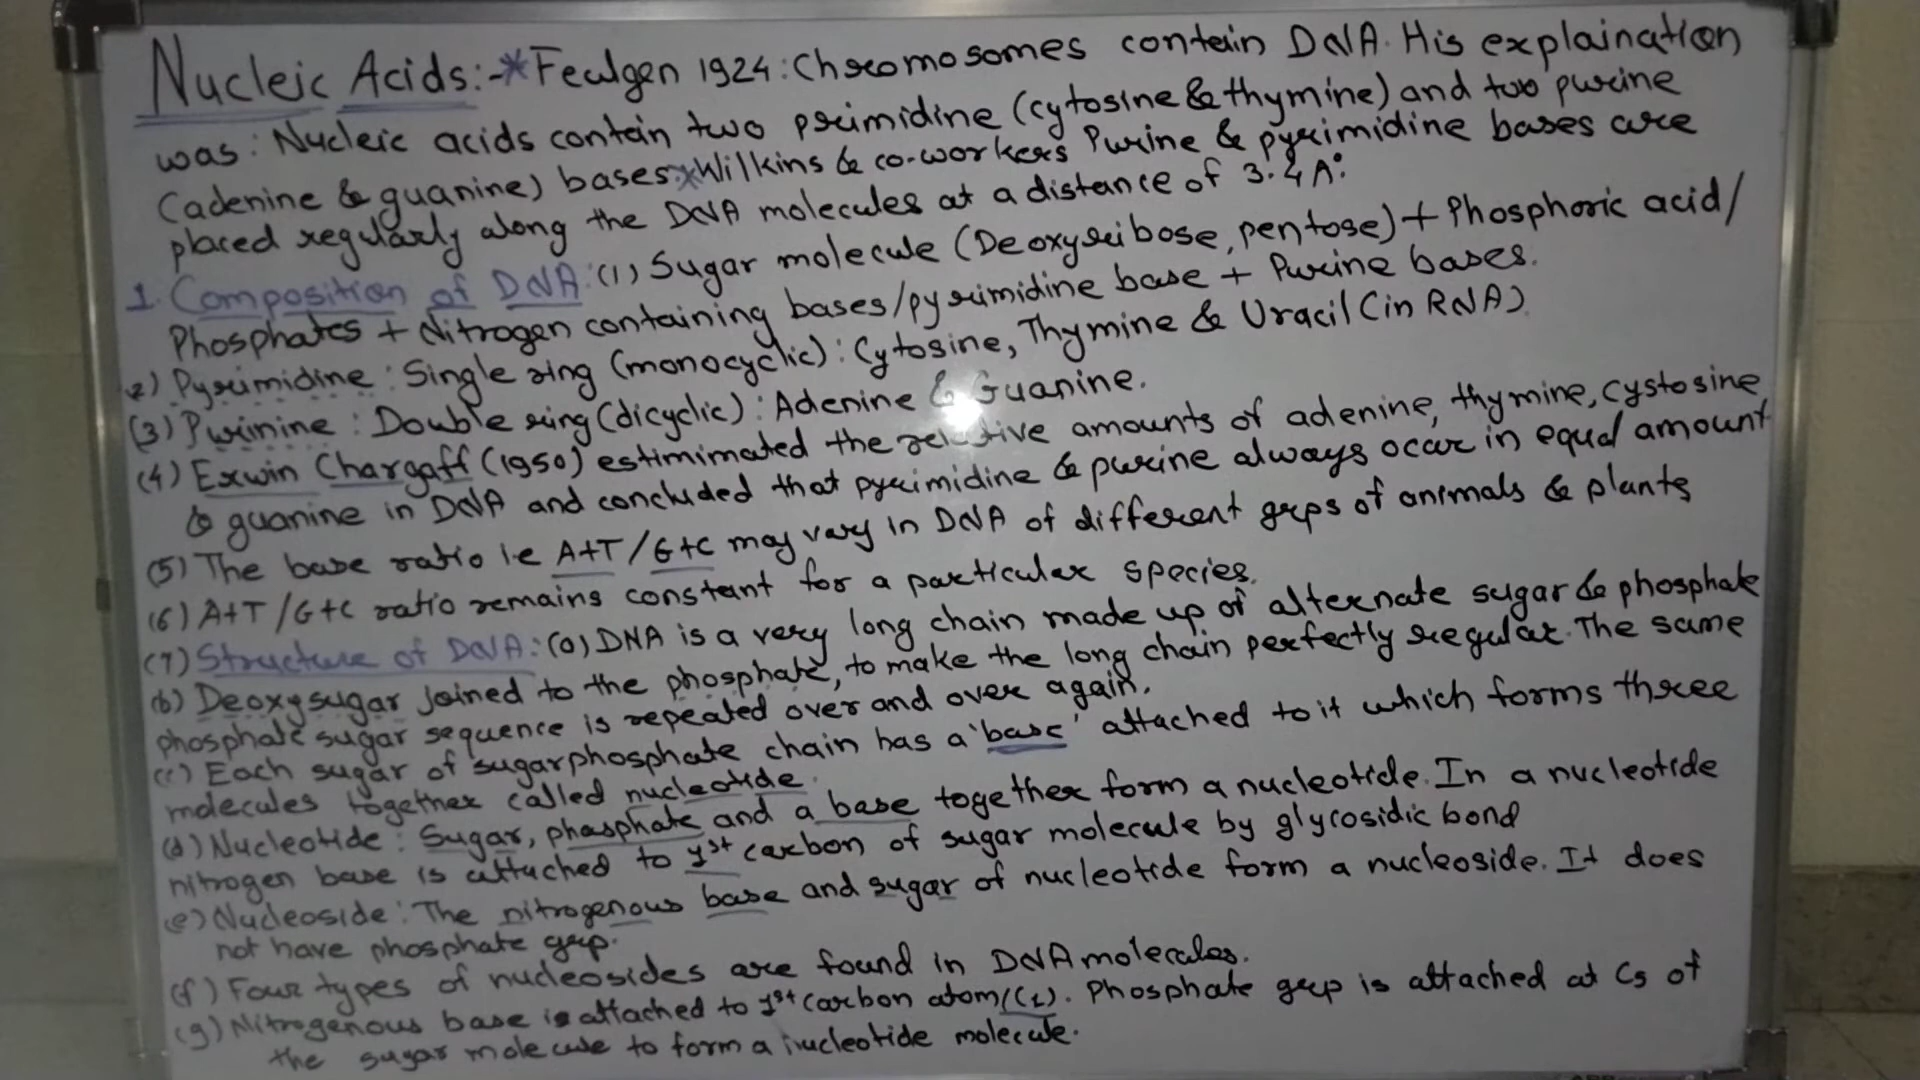 Nucleic Acids:-*Feulgen 1924:Chromosomes contein DNA. His explaination
was: Nucleic acids contein two primidine (cytosine & thymine) and two purine
(adenine & guanine) bases.*Wilkins & co-workers Purine & pyrimidine bases are
placed regularly along the DNA molecules at a distance of 3.4A°.
1. Composition of DNA:(1) Sugar molecule (Deoxyribose, pentose)+Phosphoric acid/
Phosphates + Nitrogen containing bases/pyrimidine base + Purine bases.
(2) Pyrimidine: Single ring (monocyclic): Cytosine, Thymine & Uracil (in RNA)
(3) Purinine: Double ring (dicyclic): Adenine & Guanine.
(4) Erwin Chargaff (1950) estimimated the relative amounts of adenine, thymine, cystosine
& guanine in DNA and concluded that pyrimidine & purine always ocur in equal amount
(5) The base ratio i.e A+T/G+C may vary in DNA of different grps of animals & plants
(6) A+T/G+C ratio remains constant for a particular species.
(7) Structure of DNA:(a) DNA is a very long chain made up of alternate sugar & phosphate
(b) Deoxysugar joined to the phosphate, to make the long chain perfectly regular. The same
phosphate sugar sequence is repeated over and over again.
(c) Each sugar of sugarphosphate chain has a 'base' attached to it which forms three
molecules together called nucleotide.
(d) Nucleotide: Sugar, phasphate and a base together form a nucleotide. In a nucleotide
nitrogen base is attached to 1st carbon of sugar molecule by glycosidic bond
(e) Nucleoside: The nitrogenous base and sugar of nucleotide form a nucleoside. It does
not have phosphate grp.
(f) Four types of nucleosides are found in DNA molecules.
(g) Nitrogenous base is attached to 1st carbon atom (C1). Phosphate grp is attached at C5 of
the sugar molecule to form a nucleotide molecule.